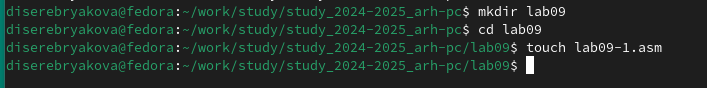 diserebryakova@fedora:~/work/study/study_2024-2025_arh-pc$ mkdir lab09
diserebryakova@fedora:~/work/study/study_2024-2025_arh-pc$ cd lab09
diserebryakova@fedora:~/work/study/study_2024-2025_arh-pc/lab09$ touch lab09-1.asm
diserebryakova@fedora:~/work/study/study_2024-2025_arh-pc/lab09$